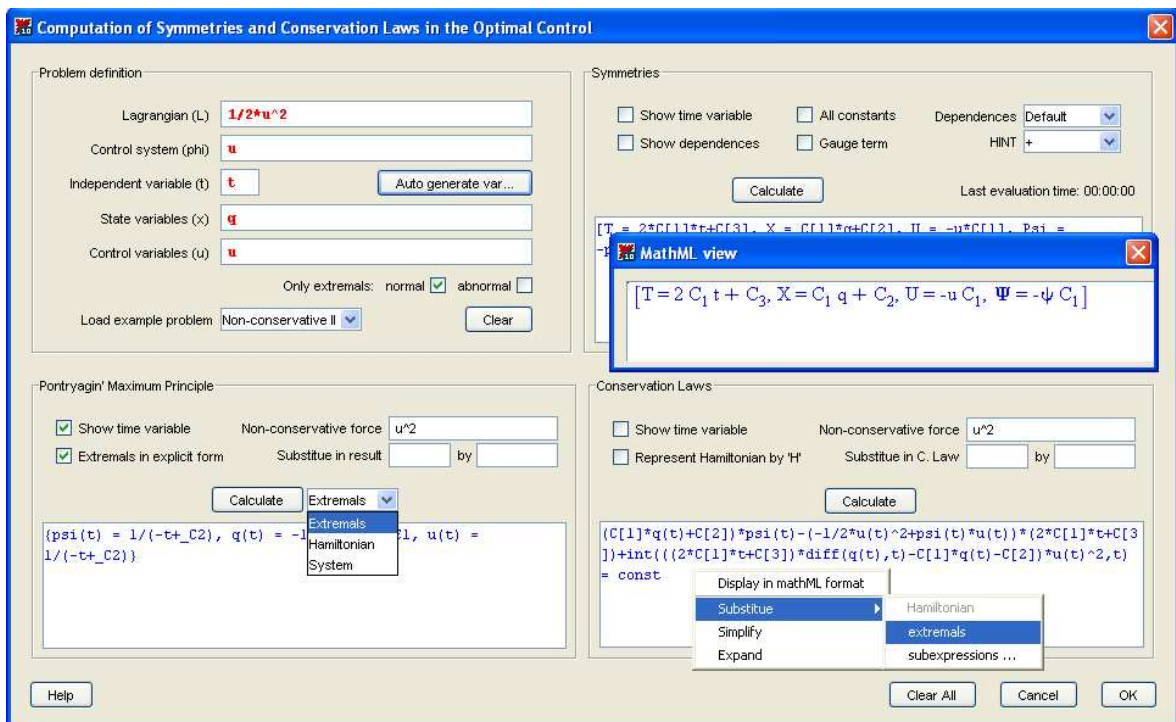 Computation of Symmetries and Conservation Laws in the Optimal Control
Problem definition
Lagrangian (L) 1/2*u^2
Control system (phi) u
Independent variable (t) t Auto generate var...
State variables (x) q
Control variables (u) u
Only extremals: normal abnormal
Load example problem Non-conservative II Clear
Symmetries
Show time variable All constants Dependences Default
Show dependences Gauge term HINT +
Calculate Last evaluation time: 00:00:00
[T = 2*C[1]*t+C[3], X = C[1]*q+C[2], U = -u*C[1], Psi =
MathML view
[T=2 C1 t + C3, X=C1 q + C2, U=-u C1, Ψ=-ψ C1]
Pontryagin' Maximum Principle
Show time variable Non-conservative force u^2
Extremals in explicit form Substitue in result by
Calculate Extremals
Extremals
Hamiltonian
System
{psi(t) = 1/(-t+_C2), q(t) = C1, u(t) =
1/(-t+_C2)}
Conservation Laws
Show time variable Non-conservative force u^2
Represent Hamiltonian by 'H' Substitue in C. Law by
Calculate
(C[1]*q(t)+C[2])*psi(t)-(-1/2*u(t)^2+psi(t)*u(t))*(2*C[1]*t+C[3
])+int(((2*C[1]*t+C[3])*diff(q(t),t)-C[1]*q(t)-C[2])*u(t)^2,t)
= const
Display in mathML format
Substitue Hamiltonian
Simplify extremals
Expand subexpressions ...
Help Clear All Cancel OK